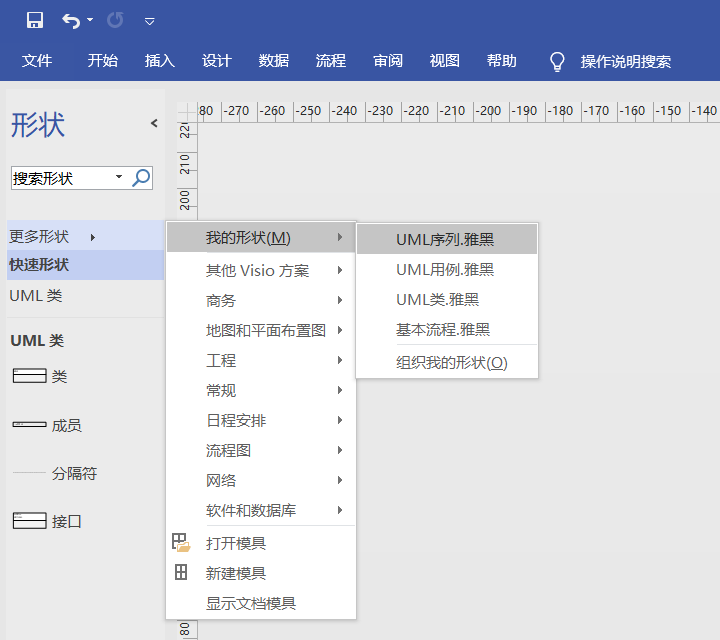 文件 开始 插入 设计 数据 流程 审阅 视图 帮助 操作说明搜索
形状
80 -270 -260 -250 -240 -230 -220 -210 -200 -190 -180 -170 -160 -150 -140
220
210
200
搜索形状
更多形状
快速形状
UML 类
UML 类
类
成员
分隔符
接口
我的形状(M)
其他 Visio 方案
商务
地图和平面布置图
工程
常规
日程安排
流程图
网络
软件和数据库
打开模具
新建模具
显示文档模具
UML序列.雅黑
UML用例.雅黑
UML类.雅黑
基本流程.雅黑
组织我的形状(O)
80